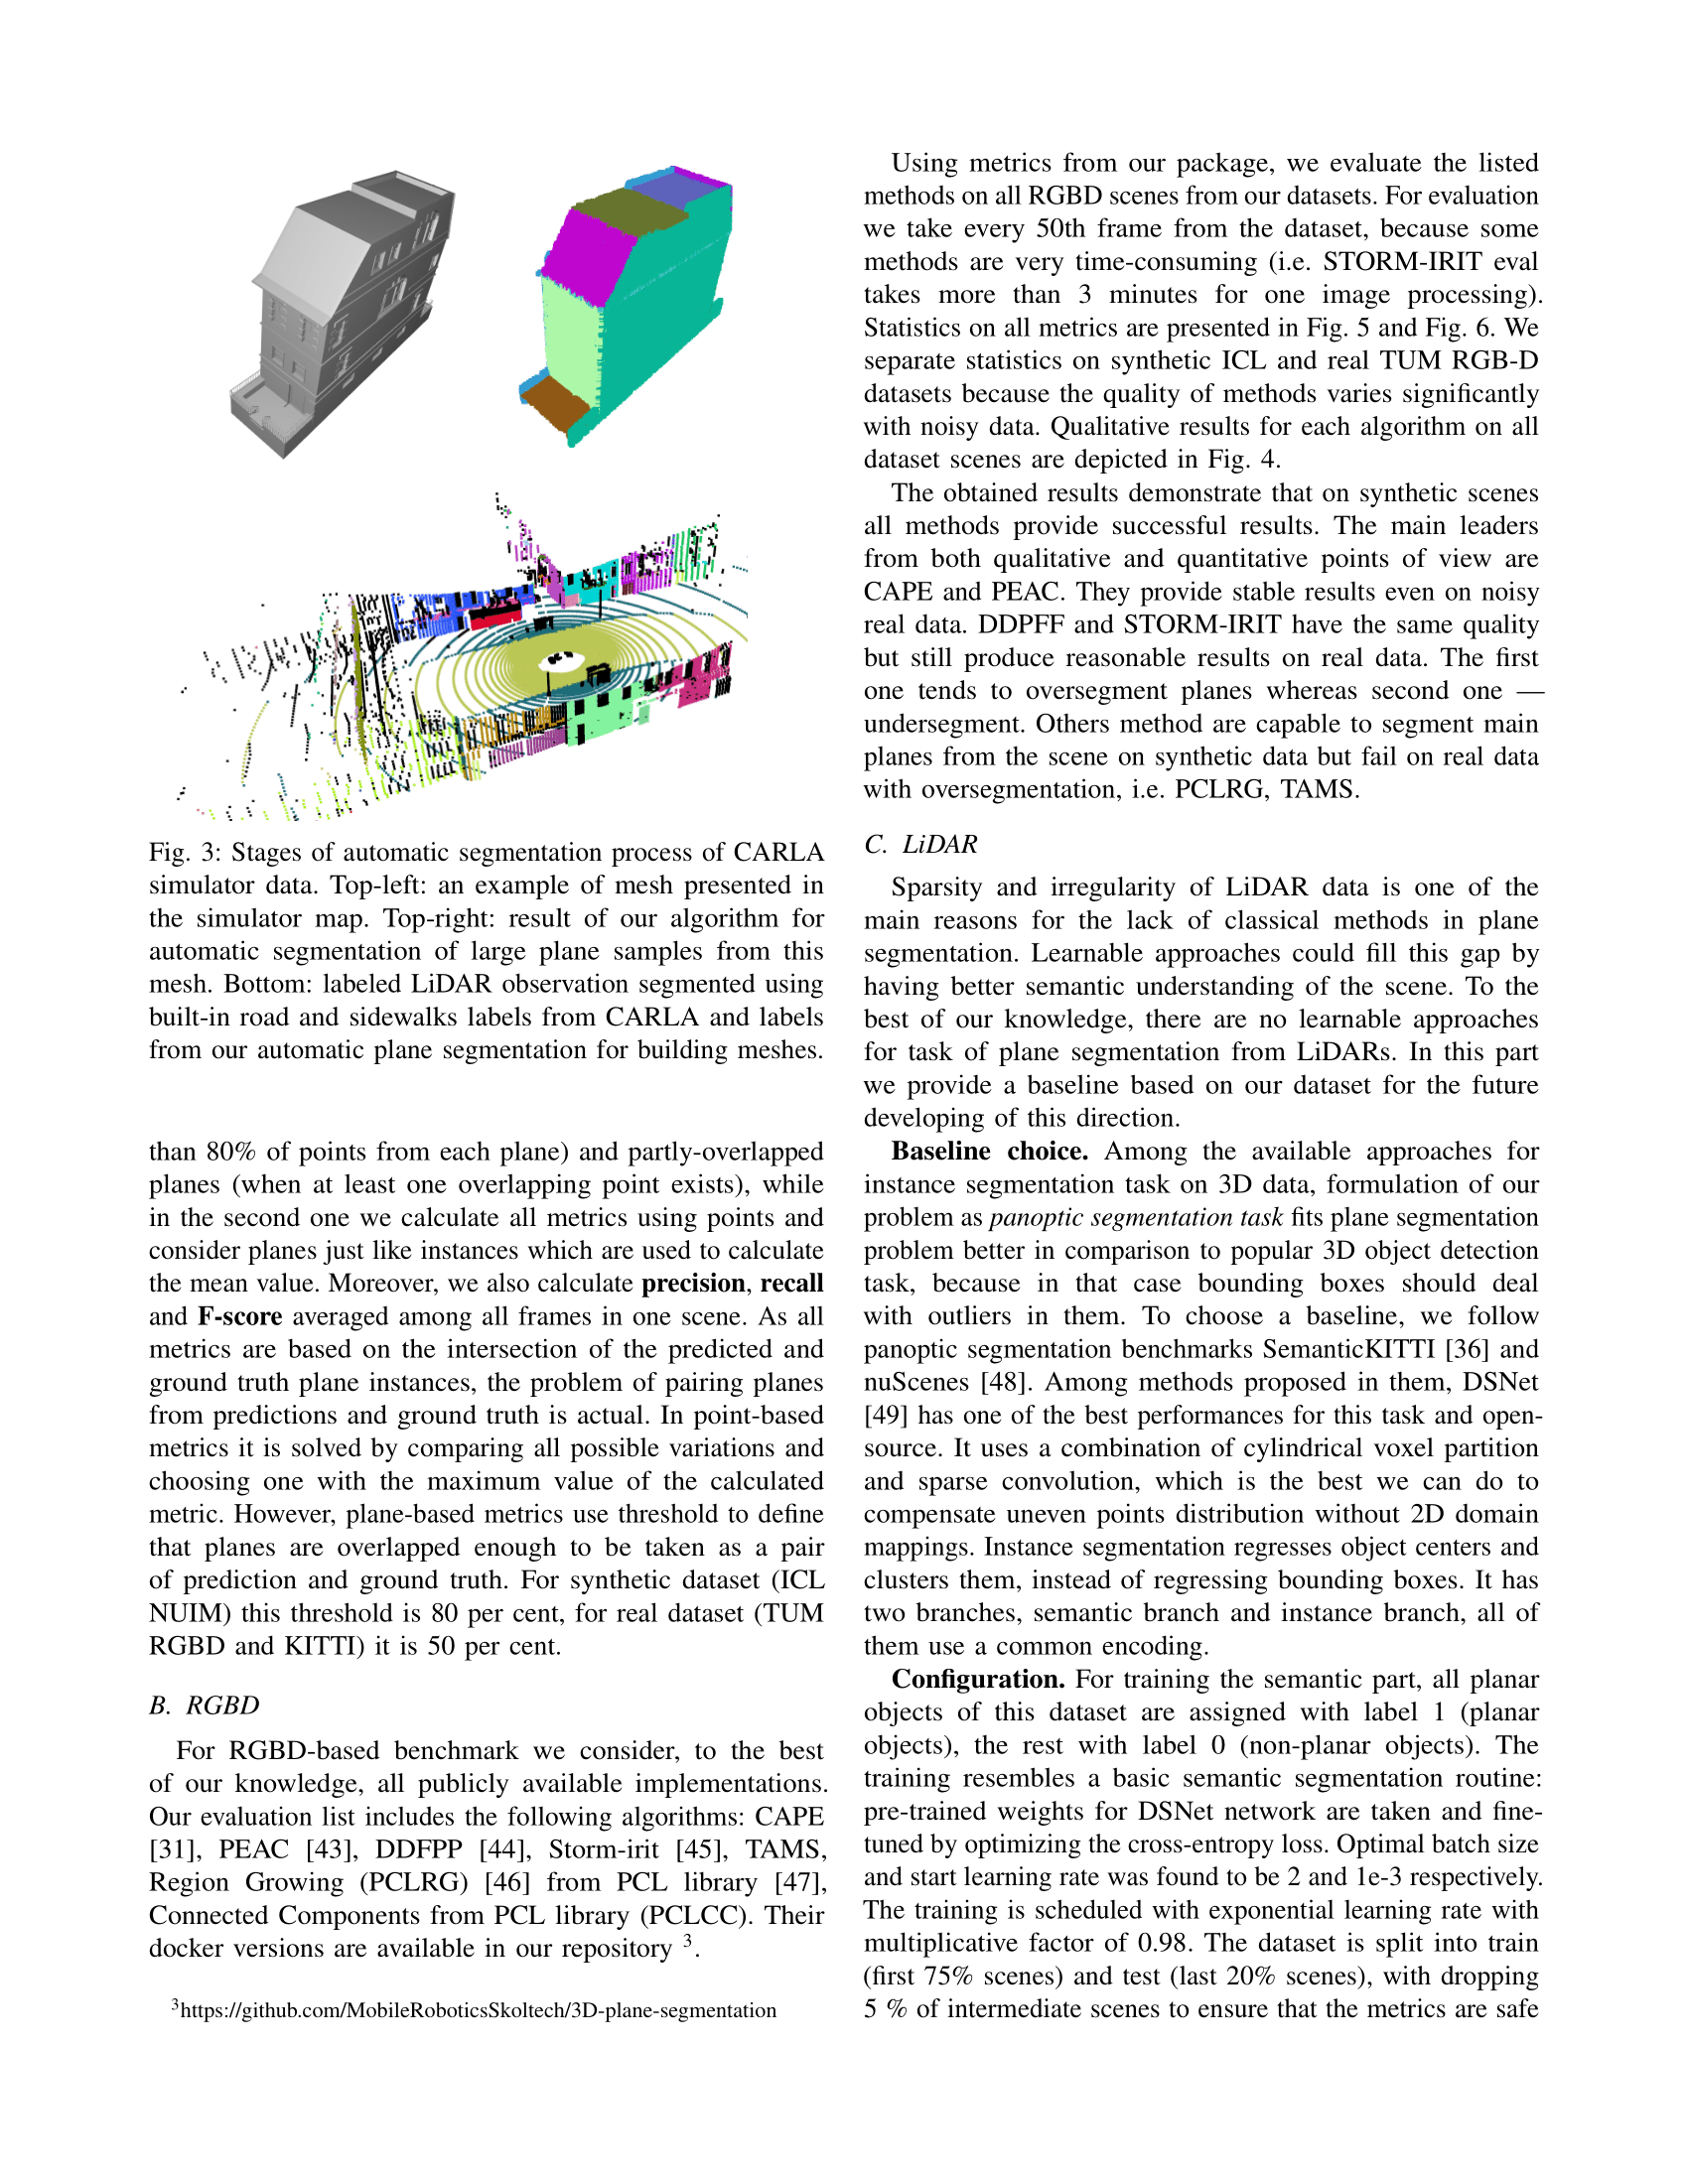 Fig. 3: Stages of automatic segmentation process of CARLA
simulator data. Top-left: an example of mesh presented in
the simulator map. Top-right: result of our algorithm for
automatic segmentation of large plane samples from this
mesh. Bottom: labeled LiDAR observation segmented using
built-in road and sidewalks labels from CARLA and labels
from our automatic plane segmentation for building meshes.
than 80% of points from each plane) and partly-overlapped
planes (when at least one overlapping point exists), while
in the second one we calculate all metrics using points and
consider planes just like instances which are used to calculate
the mean value. Moreover, we also calculate precision, recall
and F-score averaged among all frames in one scene. As all
metrics are based on the intersection of the predicted and
ground truth plane instances, the problem of pairing planes
from predictions and ground truth is actual. In point-based
metrics it is solved by comparing all possible variations and
choosing one with the maximum value of the calculated
metric. However, plane-based metrics use threshold to define
that planes are overlapped enough to be taken as a pair
of prediction and ground truth. For synthetic dataset (ICL
NUIM) this threshold is 80 per cent, for real dataset (TUM
RGBD and KITTI) it is 50 per cent.
B. RGBD
For RGBD-based benchmark we consider, to the best
of our knowledge, all publicly available implementations.
Our evaluation list includes the following algorithms: CAPE
[31], PEAC [43], DDFPP [44], Storm-irit [45], TAMS,
Region Growing (PCLRG) [46] from PCL library [47],
Connected Components from PCL library (PCLCC). Their
docker versions are available in our repository 3.
3https://github.com/MobileRoboticsSkoltech/3D-plane-segmentation
Using metrics from our package, we evaluate the listed
methods on all RGBD scenes from our datasets. For evaluation
we take every 50th frame from the dataset, because some
methods are very time-consuming (i.e. STORM-IRIT eval
takes more than 3 minutes for one image processing).
Statistics on all metrics are presented in Fig. 5 and Fig. 6. We
separate statistics on synthetic ICL and real TUM RGB-D
datasets because the quality of methods varies significantly
with noisy data. Qualitative results for each algorithm on all
dataset scenes are depicted in Fig. 4.
The obtained results demonstrate that on synthetic scenes
all methods provide successful results. The main leaders
from both qualitative and quantitative points of view are
CAPE and PEAC. They provide stable results even on noisy
real data. DDPFF and STORM-IRIT have the same quality
but still produce reasonable results on real data. The first
one tends to oversegment planes whereas second one —
undersegment. Others method are capable to segment main
planes from the scene on synthetic data but fail on real data
with oversegmentation, i.e. PCLRG, TAMS.
C. LiDAR
Sparsity and irregularity of LiDAR data is one of the
main reasons for the lack of classical methods in plane
segmentation. Learnable approaches could fill this gap by
having better semantic understanding of the scene. To the
best of our knowledge, there are no learnable approaches
for task of plane segmentation from LiDARs. In this part
we provide a baseline based on our dataset for the future
developing of this direction.
Baseline choice. Among the available approaches for
instance segmentation task on 3D data, formulation of our
problem as panoptic segmentation task fits plane segmentation
problem better in comparison to popular 3D object detection
task, because in that case bounding boxes should deal
with outliers in them. To choose a baseline, we follow
panoptic segmentation benchmarks SemanticKITTI [36] and
nuScenes [48]. Among methods proposed in them, DSNet
[49] has one of the best performances for this task and open-
source. It uses a combination of cylindrical voxel partition
and sparse convolution, which is the best we can do to
compensate uneven points distribution without 2D domain
mappings. Instance segmentation regresses object centers and
clusters them, instead of regressing bounding boxes. It has
two branches, semantic branch and instance branch, all of
them use a common encoding.
Configuration. For training the semantic part, all planar
objects of this dataset are assigned with label 1 (planar
objects), the rest with label 0 (non-planar objects). The
training resembles a basic semantic segmentation routine:
pre-trained weights for DSNet network are taken and fine-
tuned by optimizing the cross-entropy loss. Optimal batch size
and start learning rate was found to be 2 and 1e-3 respectively.
The training is scheduled with exponential learning rate with
multiplicative factor of 0.98. The dataset is split into train
(first 75% scenes) and test (last 20% scenes), with dropping
5 % of intermediate scenes to ensure that the metrics are safe